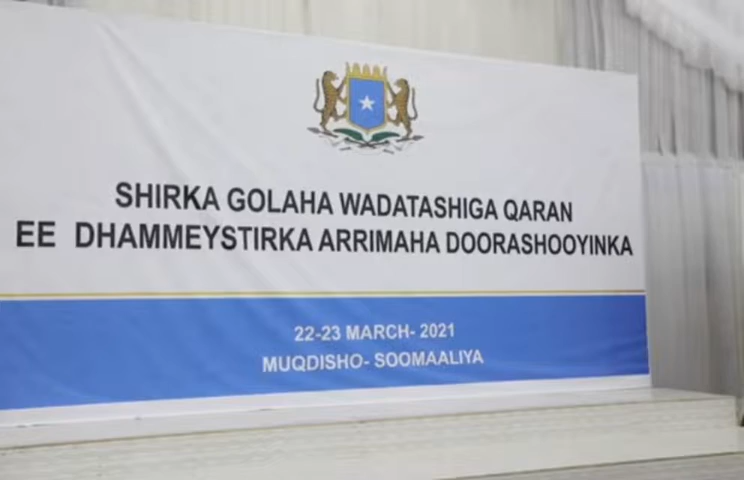 SHIRKA GOLAHA WADATASHIGA QARAN
EE DHAMMEYSTIRKA ARRIMAHA DOORASHOOYINKA
22-23 MARCH- 2021
MUQDISHO- SOOMAALIYA